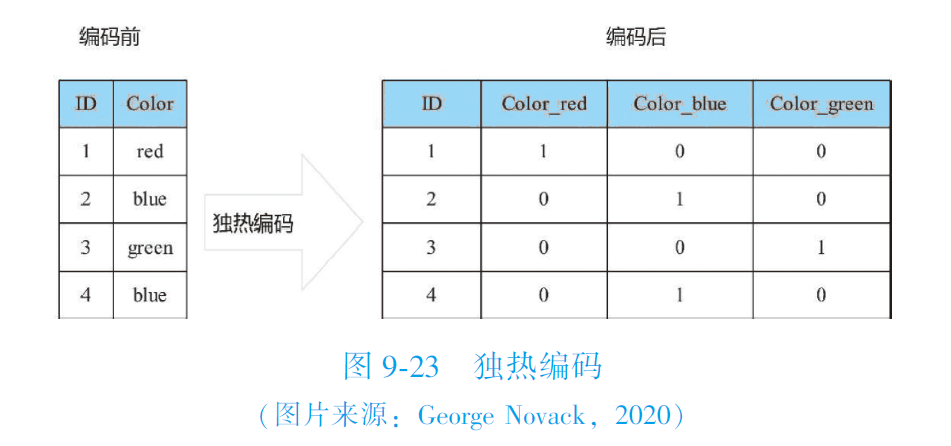 编码前 编码后
ID Color ID Color_red Color_blue Color_green
1 red 1 1 0 0
2 blue 2 0 1 0
独热编码
3 green 3 0 0 1
4 blue 4 0 1 0
图 9-23 独热编码
(图片来源：George Novack，2020)